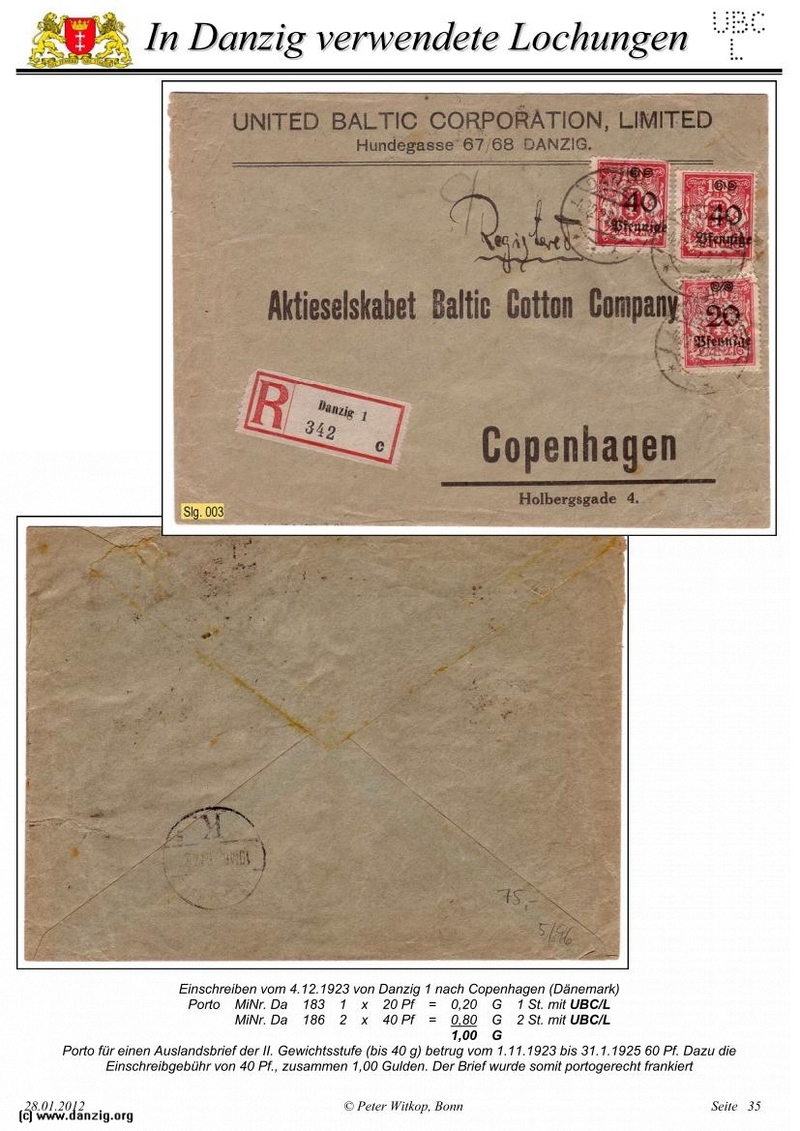 In Danzig verwendete Lochungen
UBC
L
UNITED BALTIC CORPORATION, LIMITED
Hundegasse 67/68 DANZIG.
Registered
40
Pfennige
40
Pfennige
20
Pfennige
Aktieselskabet Baltic Cotton Company
R
Danzig 1
342 c
Copenhagen
Holbergsgade 4.
Slg. 003
K
75,-
Einschreiben vom 4.12.1923 von Danzig 1 nach Copenhagen (Dänemark)
Porto MiNr. Da 183 1 x 20 Pf = 0,20 G 1 St. mit UBC/L
MiNr. Da 186 2 x 40 Pf = 0,80 G 2 St. mit UBC/L
1,00 G
Porto für einen Auslandsbrief der II. Gewichtsstufe (bis 40 g) betrug vom 1.11.1923 bis 31.1.1925 60 Pf. Dazu die
Einschreibgebühr von 40 Pf., zusammen 1,00 Gulden. Der Brief wurde somit portogerecht frankiert
28.01.2012 © Peter Witkop, Bonn Seite 35
(c) www.danzig.org